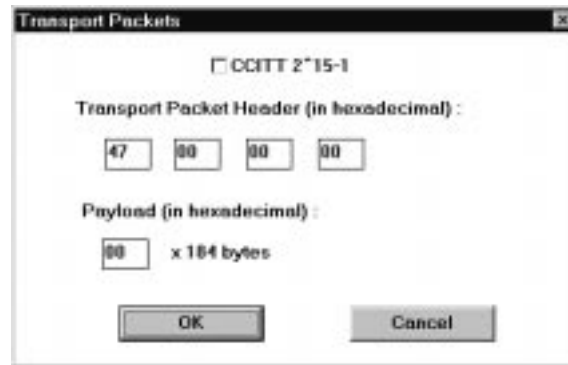 Transport Packets
CCITT 2^15-1
Transport Packet Header (in hexadecimal) :
47 00 00 00
Payload (in hexadecimal) :
00 x 184 bytes
OK Cancel